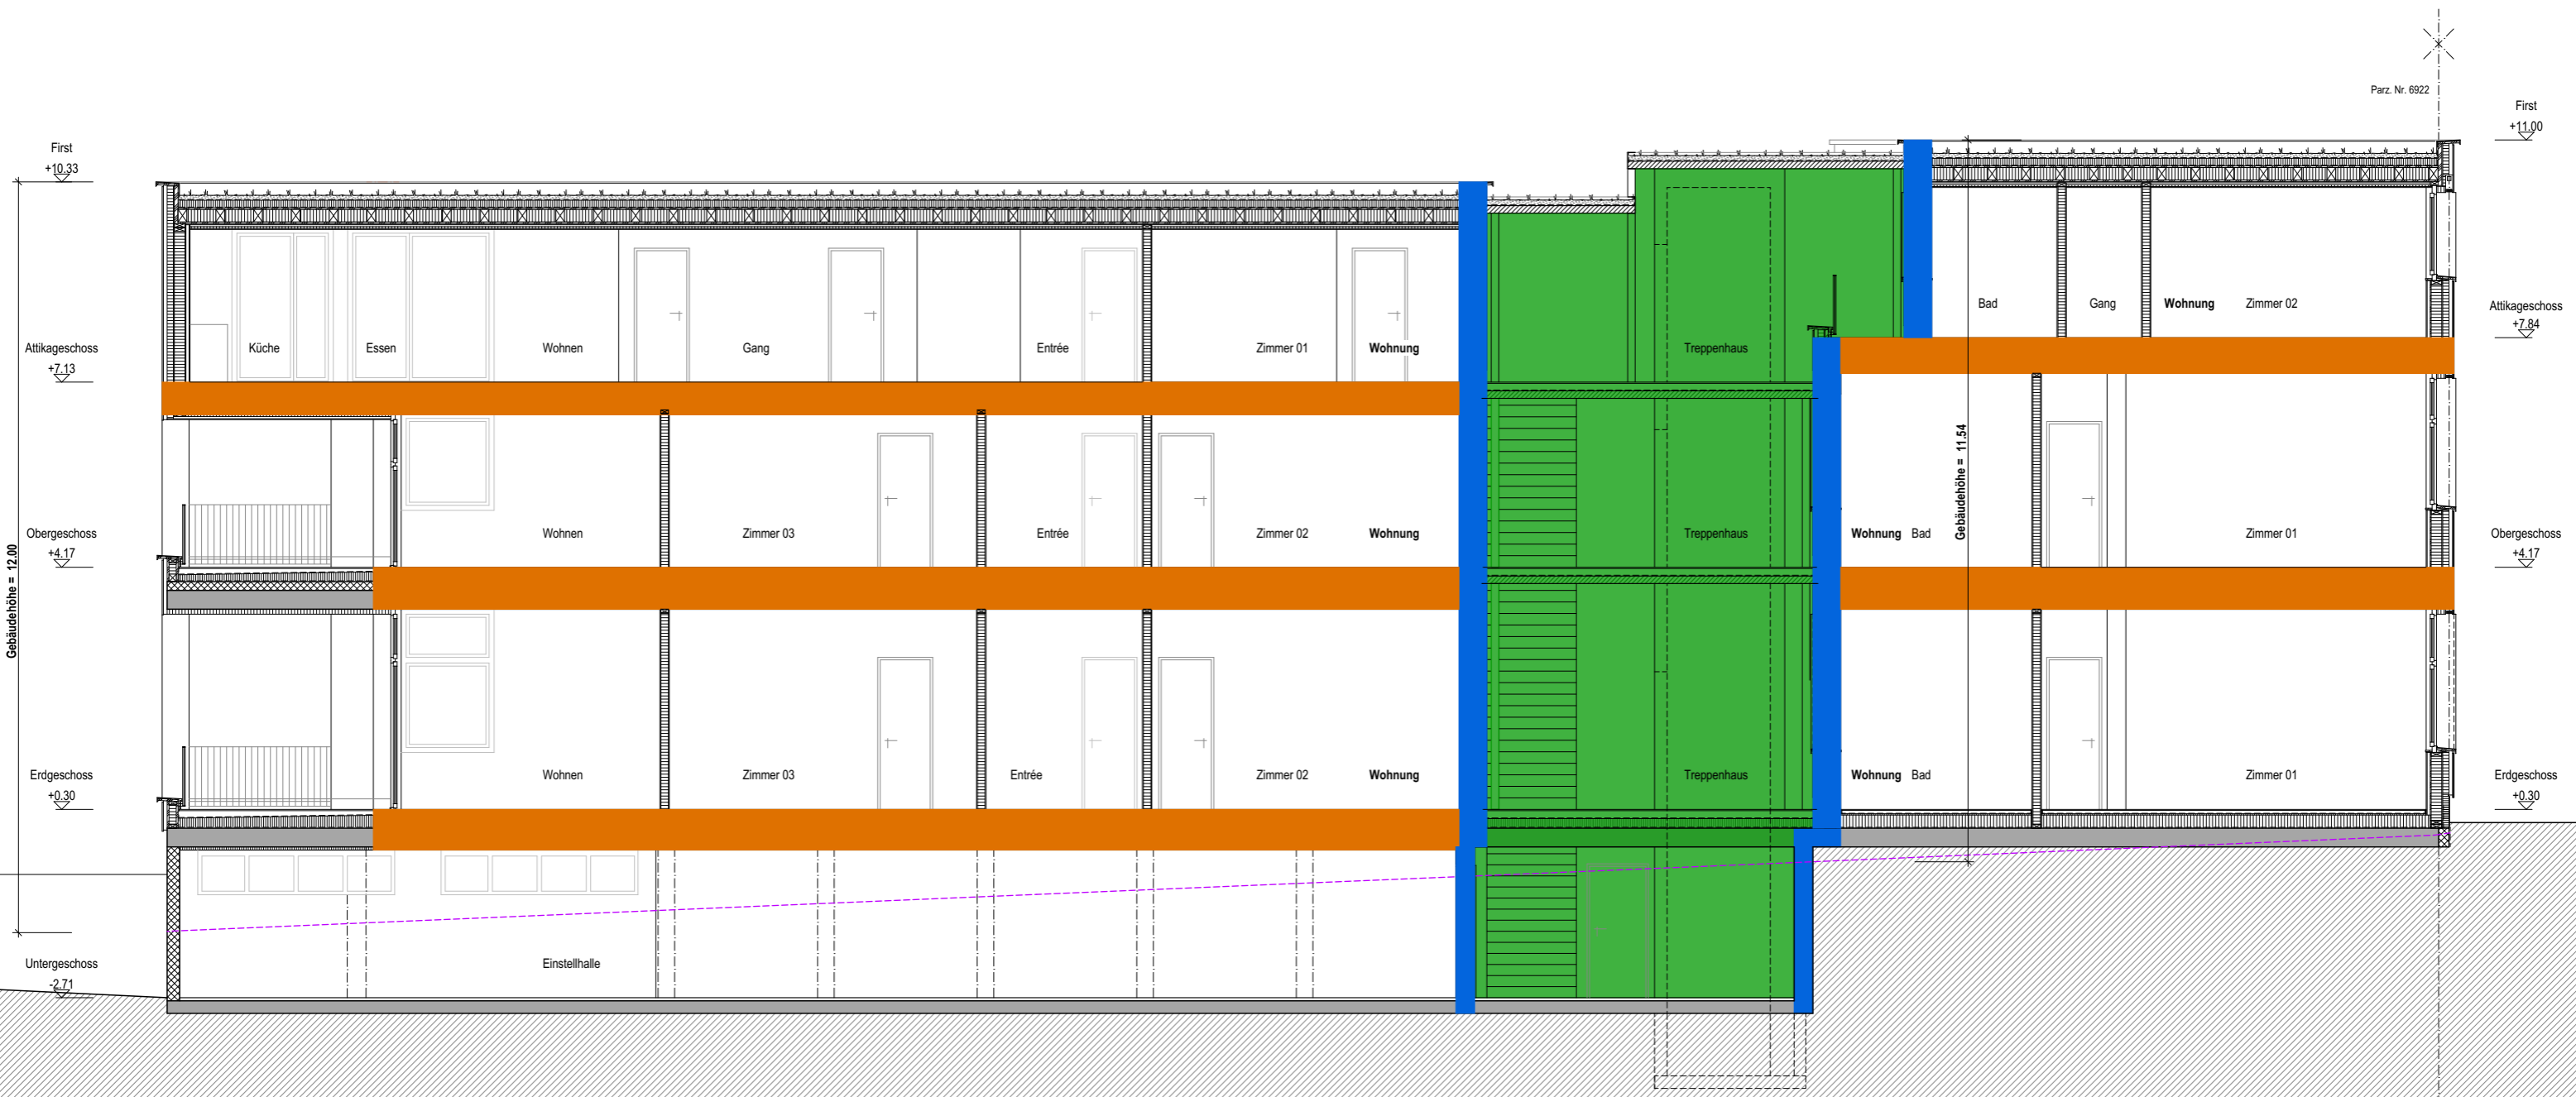 Parz. Nr. 6922
First
+11.00
First
+10.33
Bad
Gang
Wohnung
Zimmer 02
Attikageschoss
+7.84
Attikageschoss
+7.13
Küche
Essen
Wohnen
Gang
Entrée
Zimmer 01
Wohnung
Treppenhaus
Gebäudehöhe = 11.54
Obergeschoss
+4.17
Wohnen
Zimmer 03
Entrée
Zimmer 02
Wohnung
Treppenhaus
Wohnung
Bad
Zimmer 01
Obergeschoss
+4.17
Gebäudehöhe = 12.00
Erdgeschoss
+0.30
Wohnen
Zimmer 03
Entrée
Zimmer 02
Wohnung
Treppenhaus
Wohnung
Bad
Zimmer 01
Erdgeschoss
+0.30
Untergeschoss
-2.71
Einstellhalle